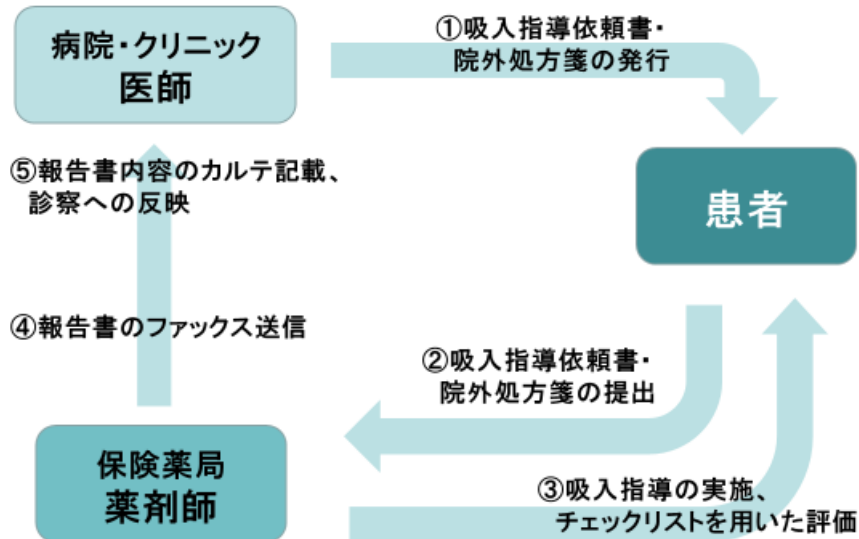 病院・クリニック
医師
①吸入指導依頼書・
院外処方箋の発行
⑤報告書内容のカルテ記載、
診察への反映
患者
④報告書のファックス送信
②吸入指導依頼書・
院外処方箋の提出
保険薬局
薬剤師
③吸入指導の実施、
チェックリストを用いた評価